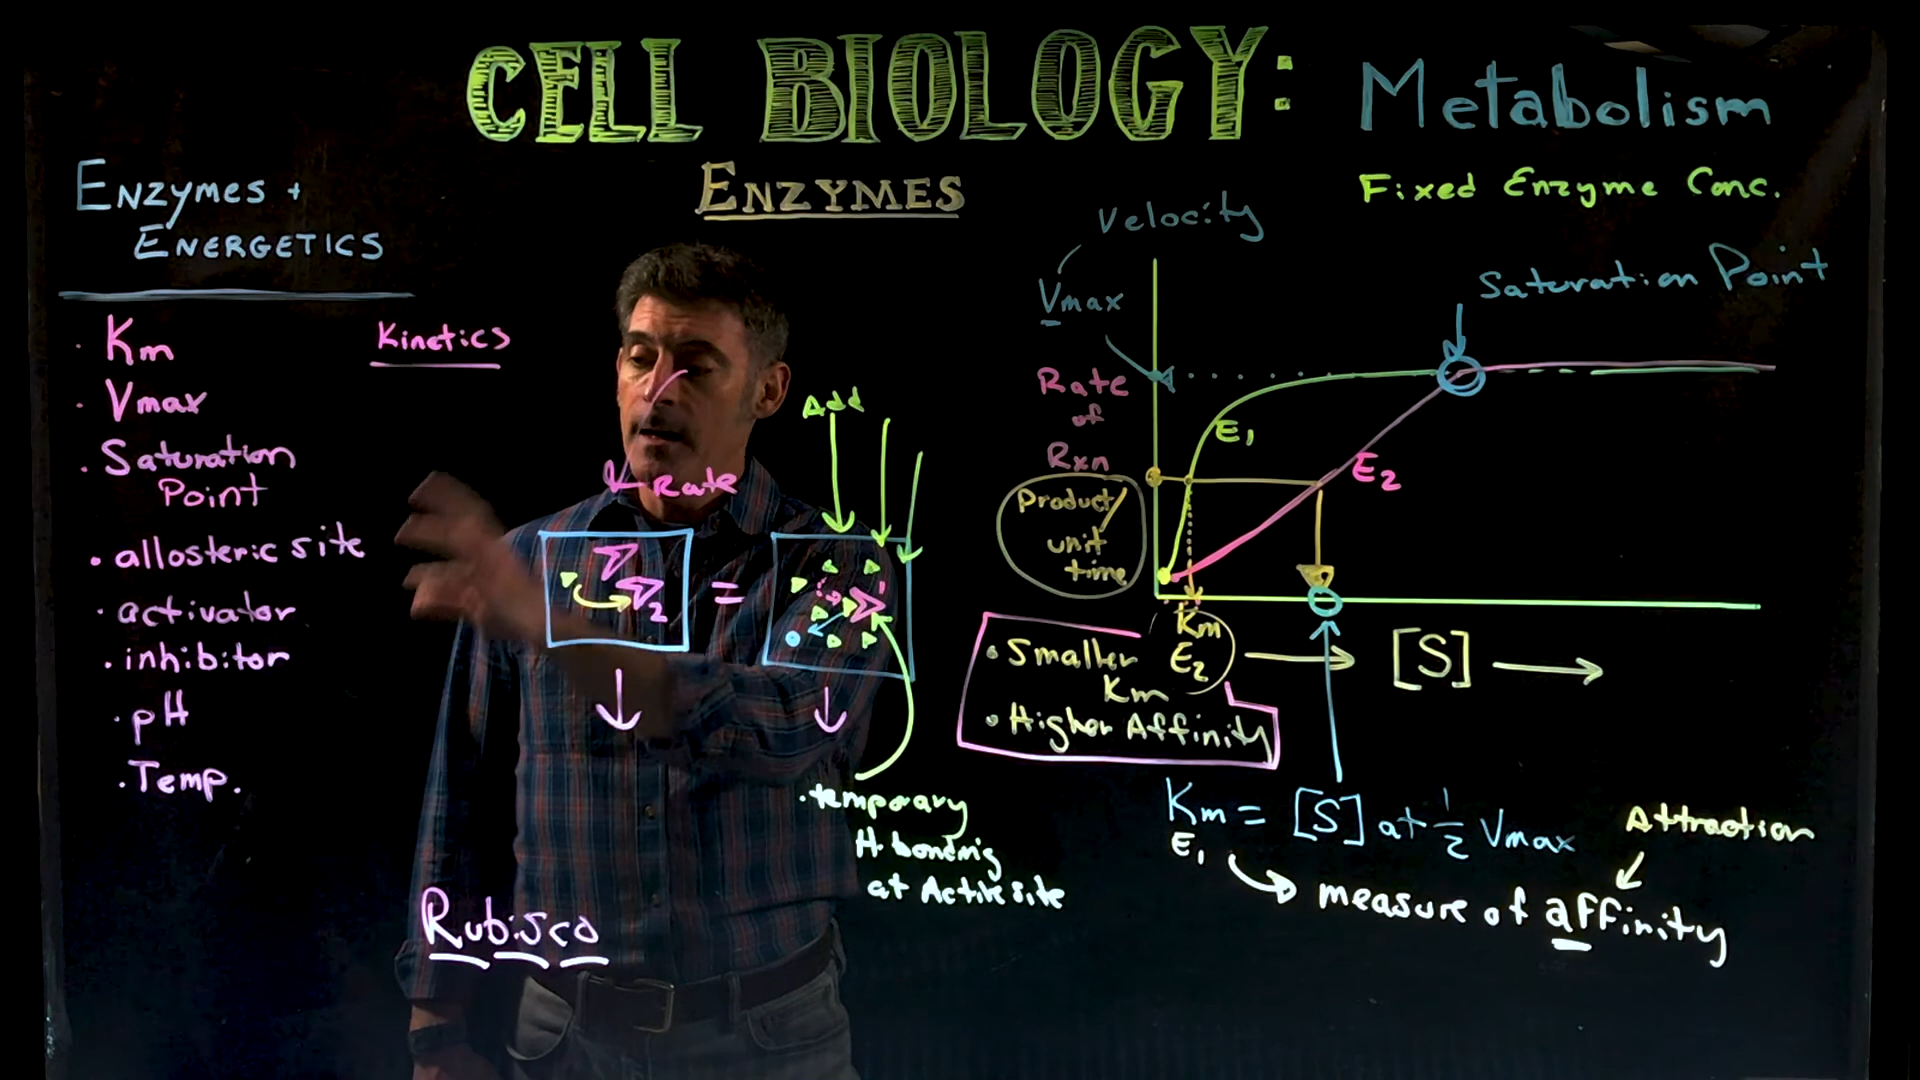 CELL BIOLOGY: Metabolism
ENZYMES +
ENERGETICS
· Km
· Vmax
· Saturation
Point
• allosteric site
· activator
· inhibitor
· pH
· Temp.
Kinetics
ENZYMES
Rate
2
=
Add
· temporary
H-bonding
at Active site
Rubisco
Fixed Enzyme Conc.
Velocity
Vmax
Saturation Point
Rate
of
Rxn
Product/
unit
time
E1
E2
Km
E2
• Smaller
Km
• Higher Affinity
[S]
Km = [S] at 1/2 Vmax
E1
Attraction
measure of affinity